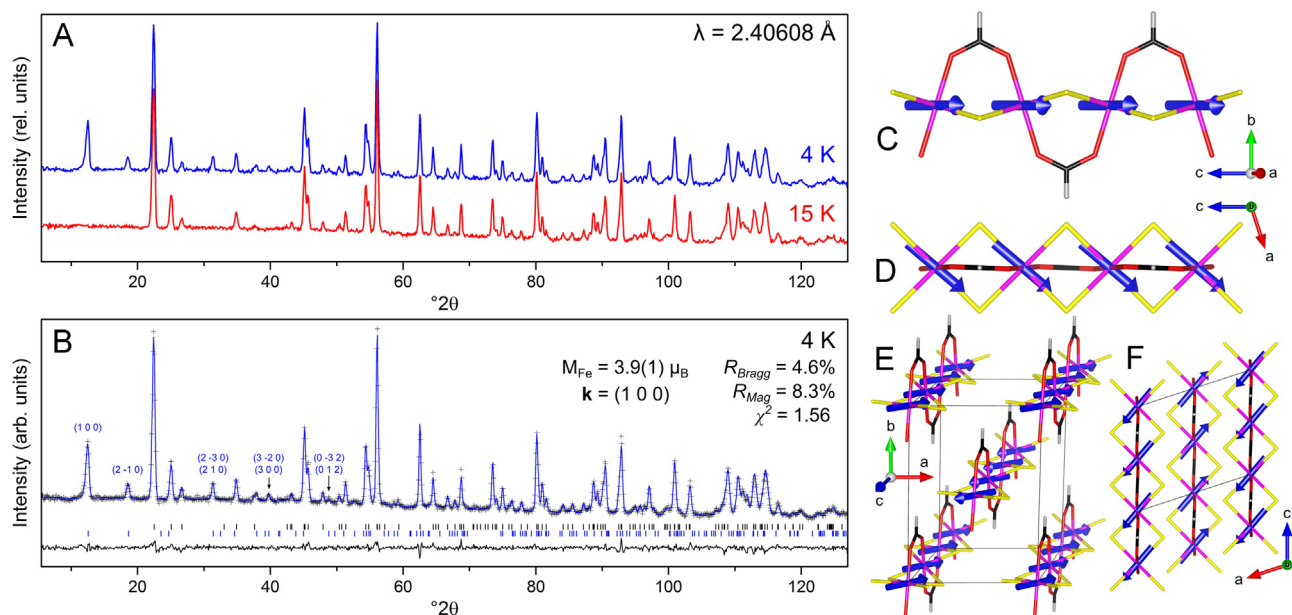 A
λ = 2.40608 Å
Intensity (rel. units)
4 K
15 K
20 40 60 80 100 120
°2θ
B
4 K
M_Fe = 3.9(1) μ_B
R_Bragg = 4.6%
k = (1 0 0)
R_Mag = 8.3%
χ² = 1.56
Intensity (arb. units)
(1 0 0)
(2 -1 0)
(2 -3 0)
(2 1 0)
(3 -2 0)
(3 0 0)
(0 -3 2)
(0 1 2)
20 40 60 80 100 120
°2θ
C
b
c
a
c
a
D
E
b
a
c
F
c
a